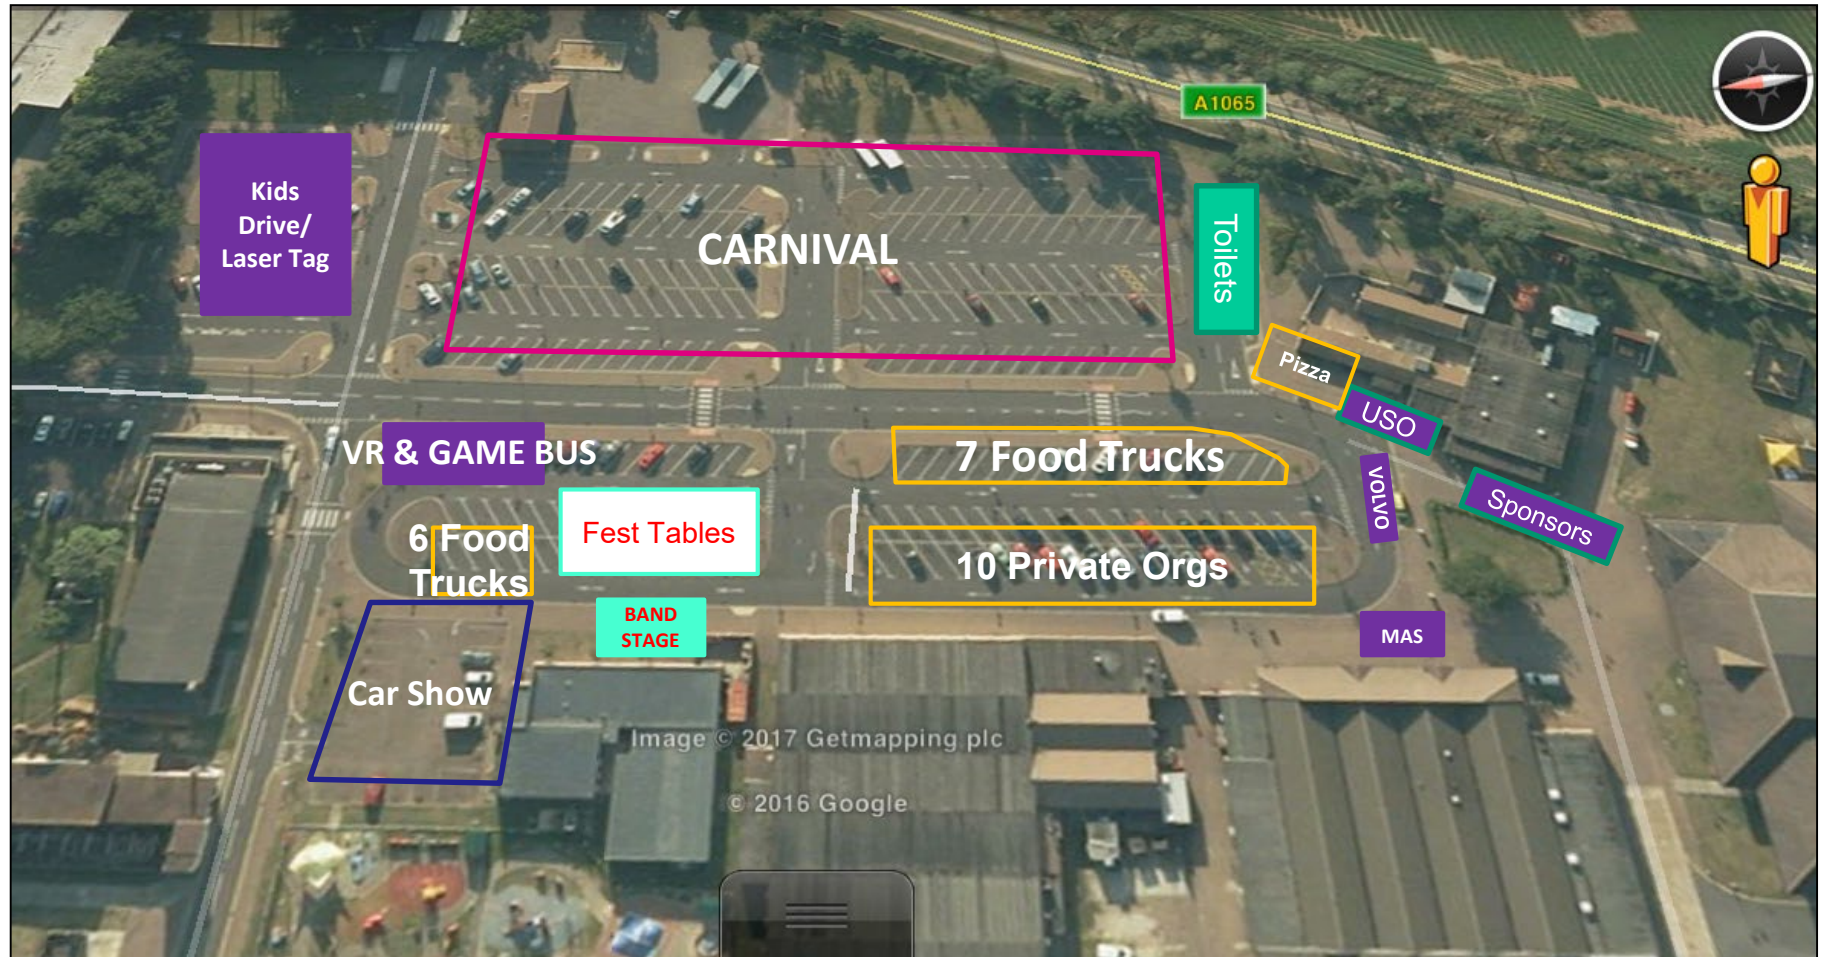 A1065
Kids
Drive/
Laser Tag
CARNIVAL
Toilets
Pizza
USO
VR & GAME BUS
7 Food Trucks
VOLVO
Sponsors
6 Food
Trucks
Fest Tables
10 Private Orgs
BAND
STAGE
MAS
Car Show
Image © 2017 Getmapping plc
© 2016 Google